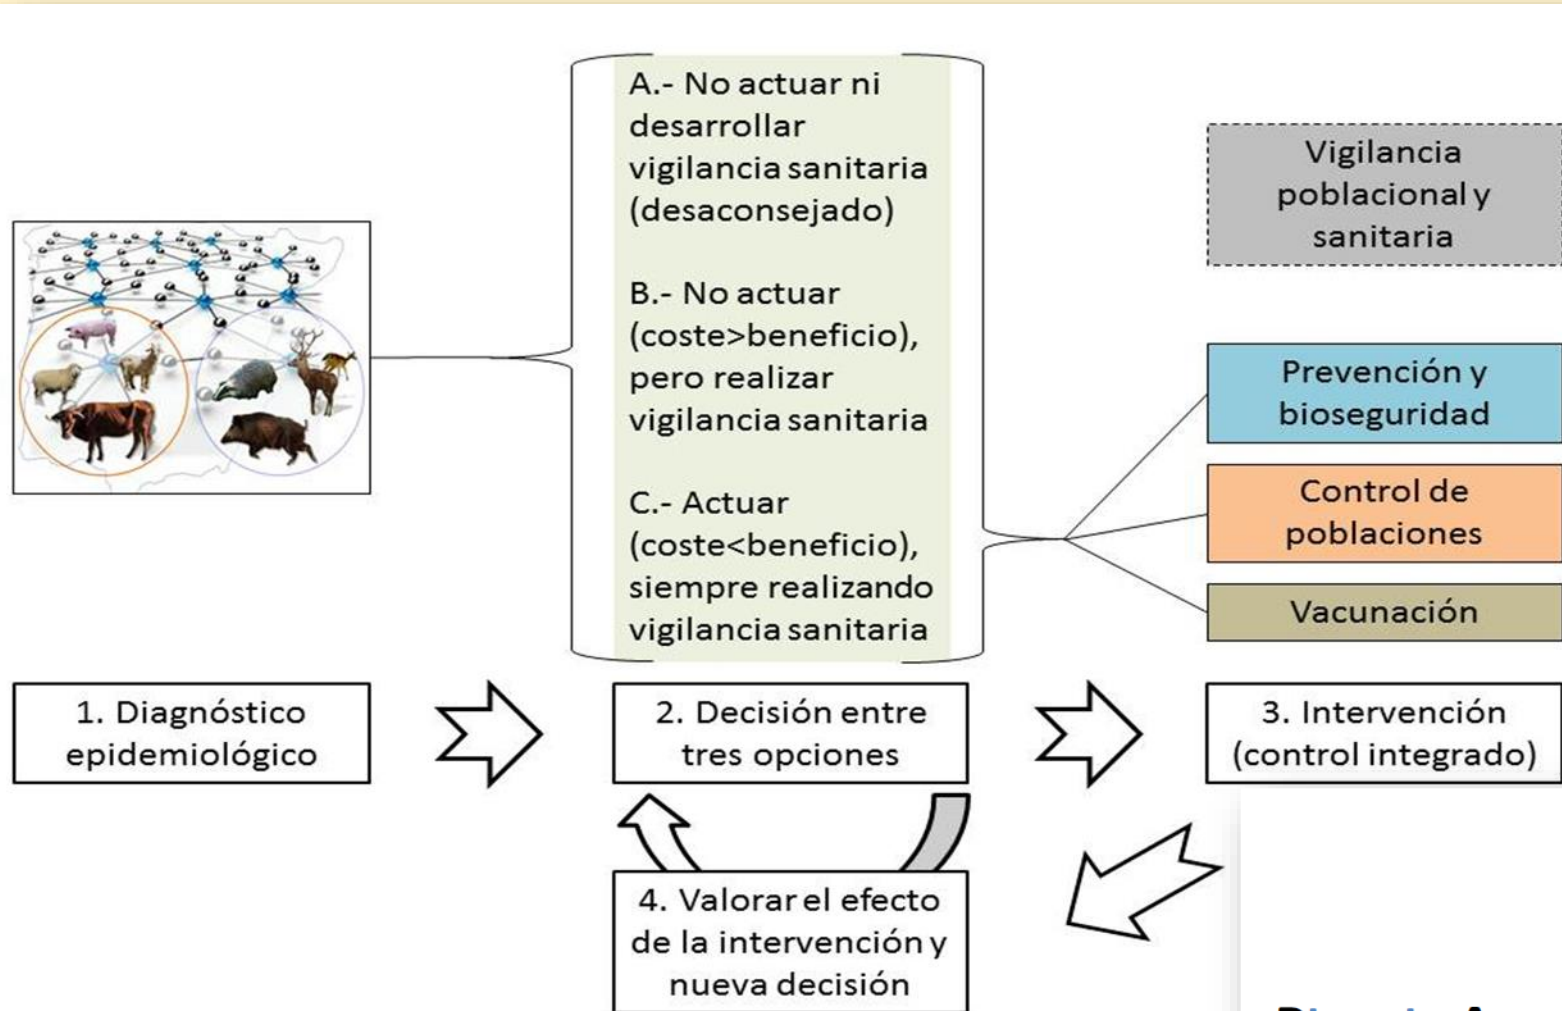 A.- No actuar ni
desarrollar
vigilancia sanitaria
(desaconsejado)
B.- No actuar
(coste>beneficio),
pero realizar
vigilancia sanitaria
C.- Actuar
(coste<beneficio),
siempre realizando
vigilancia sanitaria
Vigilancia
poblacional y
sanitaria
Prevención y
bioseguridad
Control de
poblaciones
Vacunación
1. Diagnóstico
epidemiológico
2. Decisión entre
tres opciones
3. Intervención
(control integrado)
4. Valorar el efecto
de la intervención y
nueva decisión